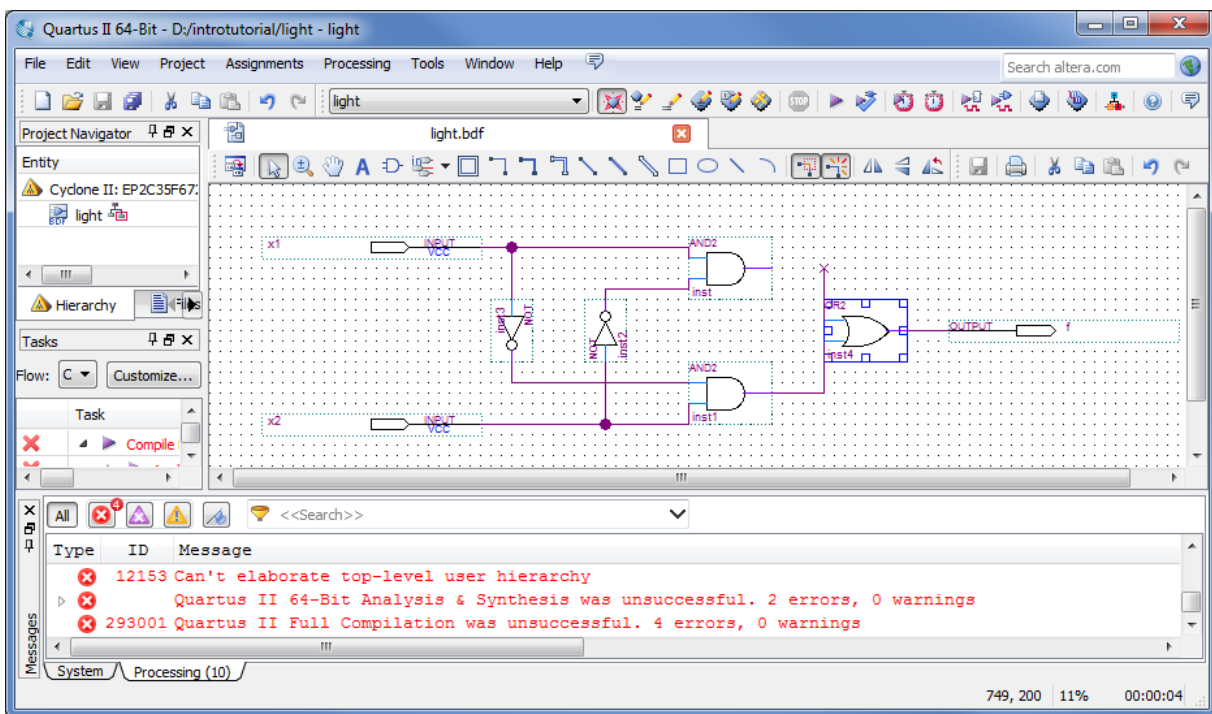 Quartus II 64-Bit - D:/introtutorial/light - light
File Edit View Project Assignments Processing Tools Window Help
Search altera.com
light
STOP
Project Navigator
light.bdf
Entity
Cyclone II: EP2C35F67
light
BDF
Hierarchy
Files
Tasks
Flow: C Customize...
Task
Compile
x1 INPUT
VCC
AND2
inst
inst3
NOT
NOT
inst2
OR2
inst4
OUTPUT f
AND2
inst1
x2 INPUT
VCC
All 4 <<Search>>
Type ID Message
12153 Can't elaborate top-level user hierarchy
Quartus II 64-Bit Analysis & Synthesis was unsuccessful. 2 errors, 0 warnings
293001 Quartus II Full Compilation was unsuccessful. 4 errors, 0 warnings
Messages
System Processing (10)
749, 200 11% 00:00:04